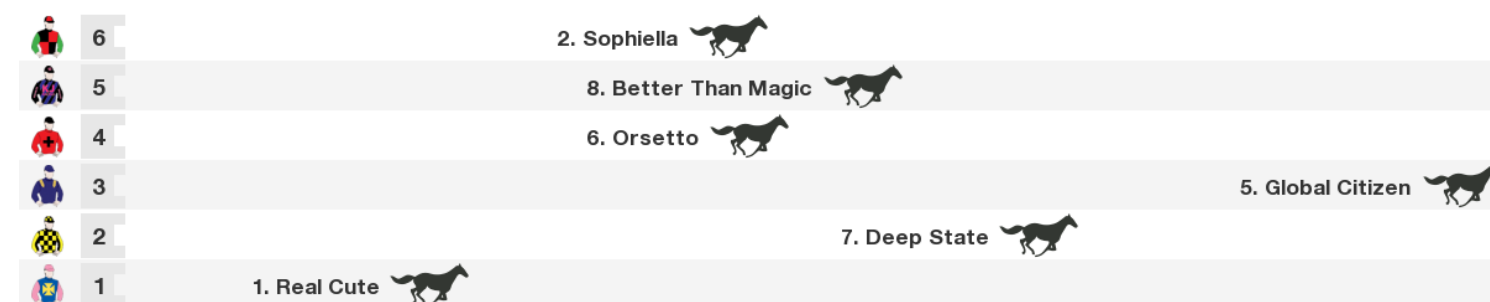 6 2. Sophiella
5 8. Better Than Magic
4 6. Orsetto
3 5. Global Citizen
2 7. Deep State
1 1. Real Cute